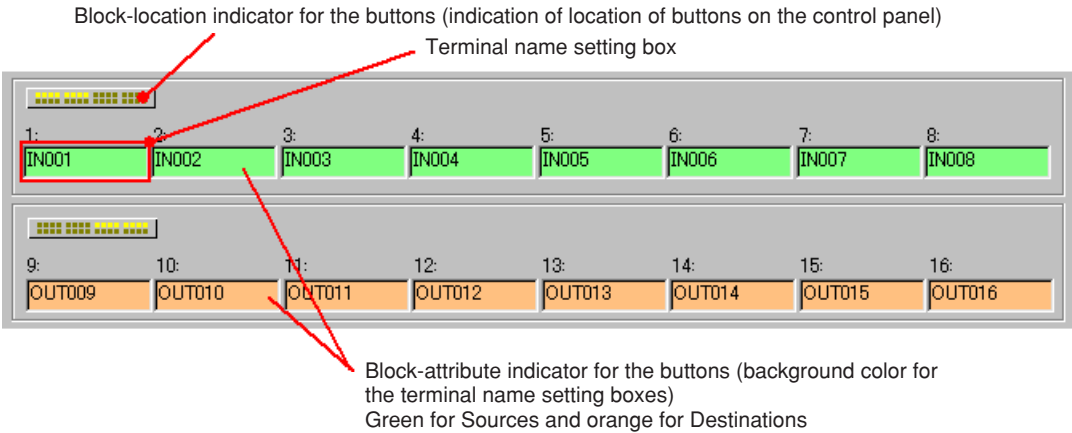 Block-location indicator for the buttons (indication of location of buttons on the control panel)
Terminal name setting box
1: 2: 3: 4: 5: 6: 7: 8:
IN001 IN002 IN003 IN004 IN005 IN006 IN007 IN008
9: 10: 11: 12: 13: 14: 15: 16:
OUT009 OUT010 OUT011 OUT012 OUT013 OUT014 OUT015 OUT016
Block-attribute indicator for the buttons (background color for
the terminal name setting boxes)
Green for Sources and orange for Destinations